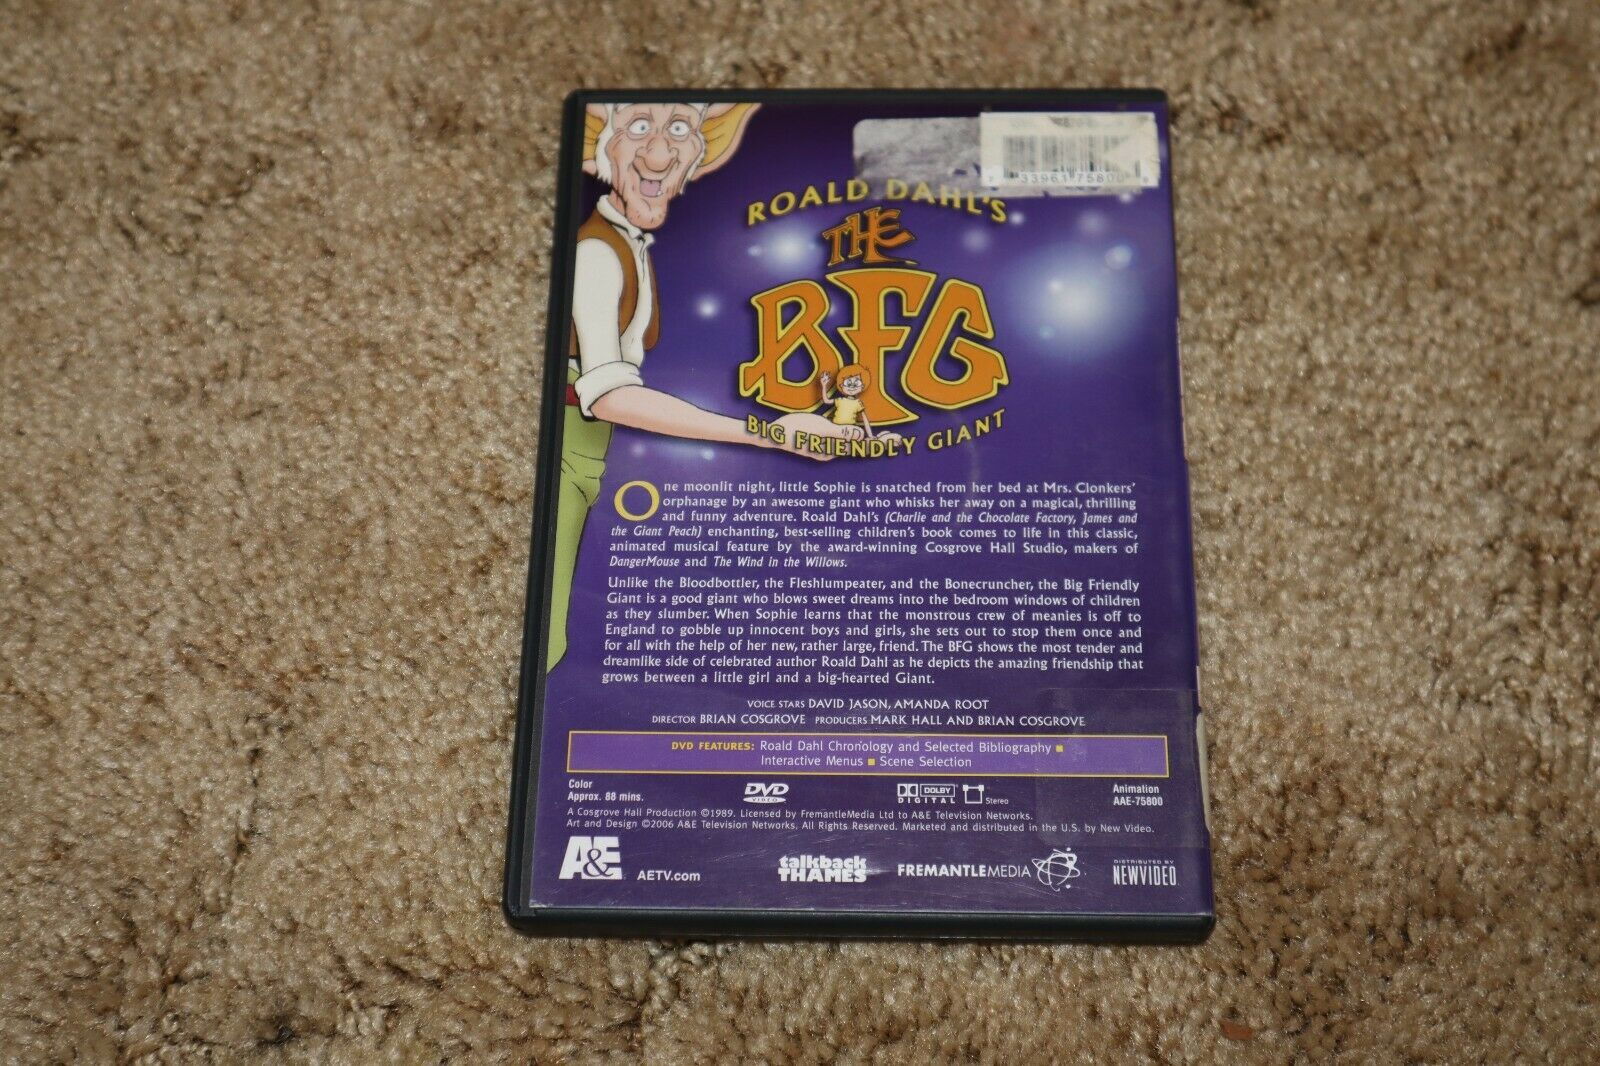 33961 75800
ROALD DAHL'S
THE
BFG
BIG FRIENDLY GIANT
One moonlit night, little Sophie is snatched from her bed at Mrs. Clonkers'
orphanage by an awesome giant who whisks her away on a magical, thrilling
and funny adventure. Roald Dahl's (Charlie and the Chocolate Factory, James and
the Giant Peach) enchanting, best-selling children's book comes to life in this classic,
animated musical feature by the award-winning Cosgrove Hall Studio, makers of
DangerMouse and The Wind in the Willows.
Unlike the Bloodbottler, the Fleshlumpeater, and the Bonecruncher, the Big Friendly
Giant is a good giant who blows sweet dreams into the bedroom windows of children
as they slumber. When Sophie learns that the monstrous crew of meanies is off to
England to gobble up innocent boys and girls, she sets out to stop them once and
for all with the help of her new, rather large, friend. The BFG shows the most tender and
dreamlike side of celebrated author Roald Dahl as he depicts the amazing friendship that
grows between a little girl and a big-hearted Giant.
VOICE STARS DAVID JASON, AMANDA ROOT
DIRECTOR BRIAN COSGROVE PRODUCERS MARK HALL AND BRIAN COSGROVE
DVD FEATURES: Roald Dahl Chronology and Selected Bibliography ■
Interactive Menus ■ Scene Selection
Color
Approx. 88 mins.
DVD
VIDEO
DOLBY
DIGITAL
Stereo
Animation
AAE-75800
A Cosgrove Hall Production ©1989. Licensed by FremantleMedia Ltd to A&E Television Networks.
Art and Design ©2006 A&E Television Networks. All Rights Reserved. Marketed and distributed in the U.S. by New Video.
A&E
AETV.com
talkback
THAMES
FREMANTLEMEDIA
DISTRIBUTED BY
NEWVIDEO